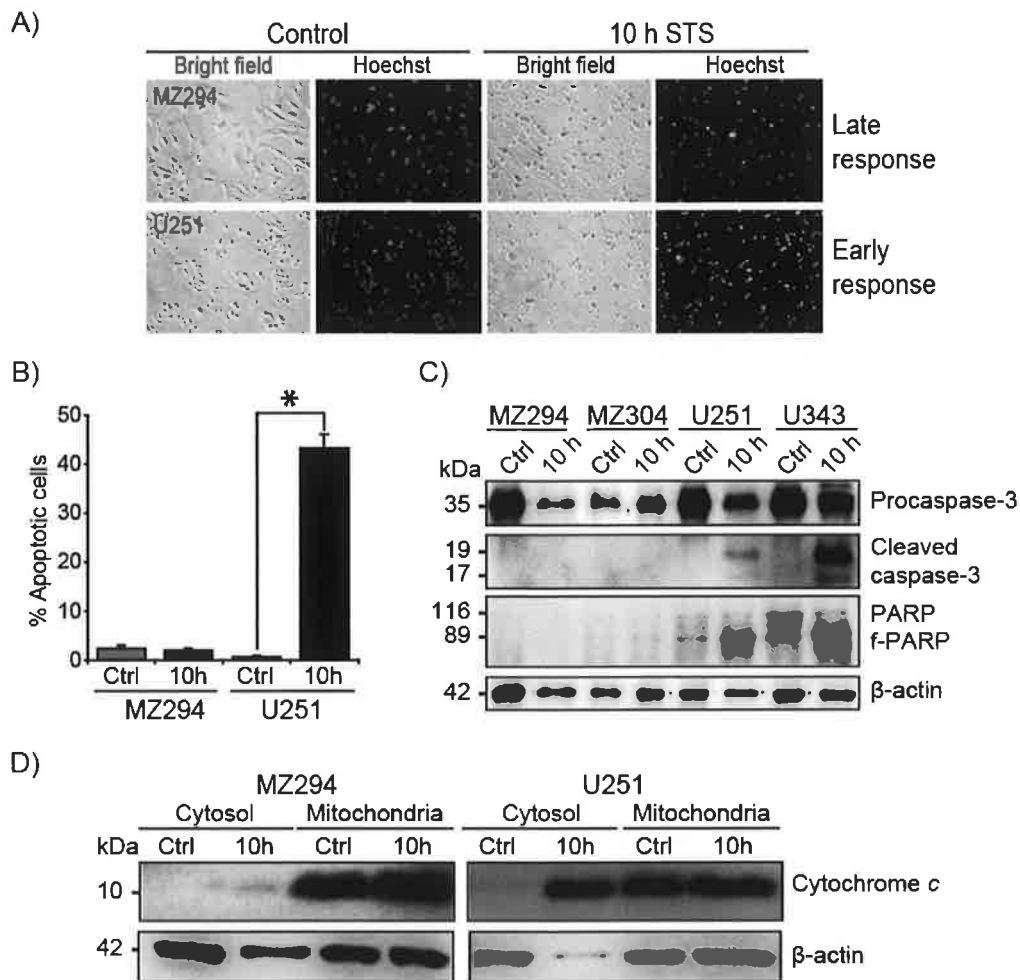 A)
Control 10 h STS
Bright field Hoechst Bright field Hoechst
MZ294
Late
response
U251
Early
response
B)
% Apoptotic cells
50
40
30
20
10
0
*
Ctrl 10h Ctrl 10h
MZ294 U251
C)
MZ294 MZ304 U251 U343
kDa Ctrl 10 h Ctrl 10 h Ctrl 10 h Ctrl 10 h
35 Procaspase-3
19 Cleaved
17 caspase-3
116 PARP
89 f-PARP
42 β-actin
D)
MZ294 U251
Cytosol Mitochondria Cytosol Mitochondria
kDa Ctrl 10h Ctrl 10h Ctrl 10h Ctrl 10h
10 Cytochrome c
42 β-actin